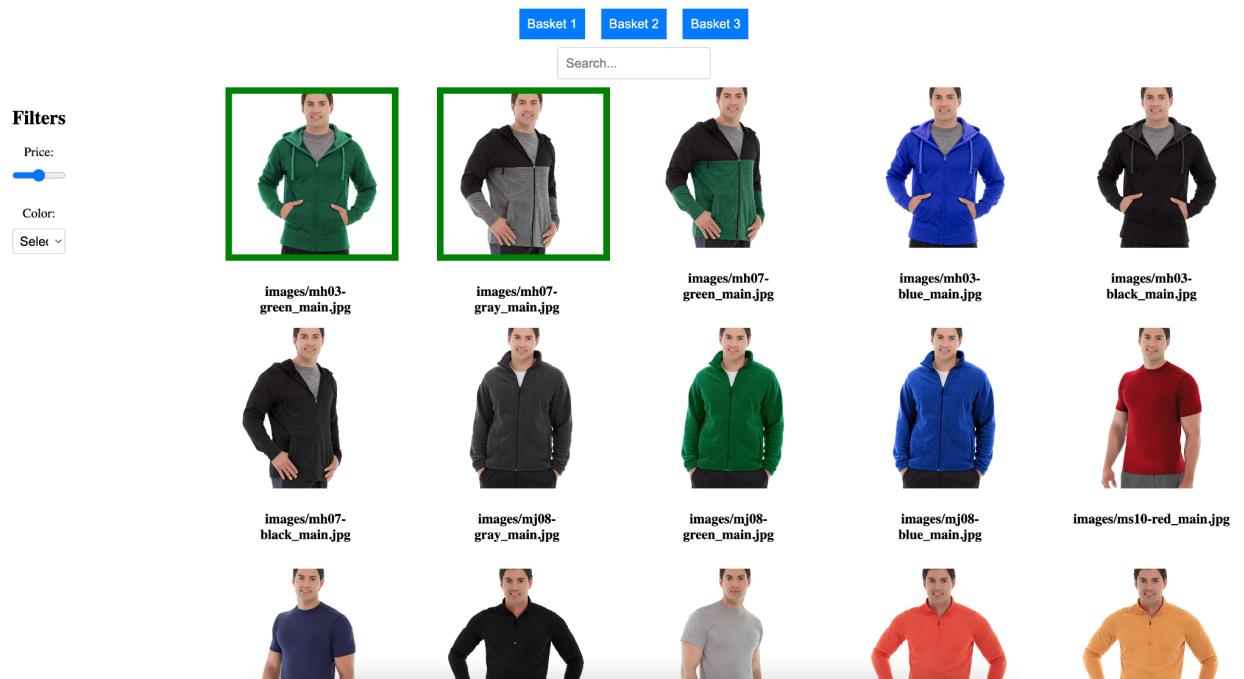 Basket 1
Basket 2
Basket 3
Search...
Filters
Price:
Color:
Selec
images/mh03-
green_main.jpg
images/mh07-
gray_main.jpg
images/mh07-
green_main.jpg
images/mh03-
blue_main.jpg
images/mh03-
black_main.jpg
images/mh07-
black_main.jpg
images/mj08-
gray_main.jpg
images/mj08-
green_main.jpg
images/mj08-
blue_main.jpg
images/ms10-red_main.jpg